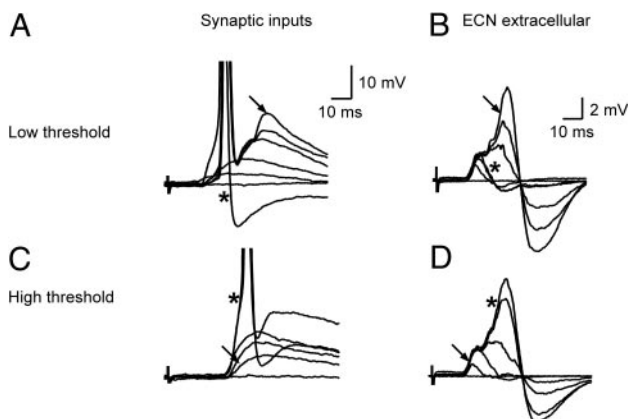 A
Synaptic inputs
B
ECN extracellular
10 mV
10 ms
2 mV
10 ms
Low threshold
*
*
C
D
High threshold
*
*